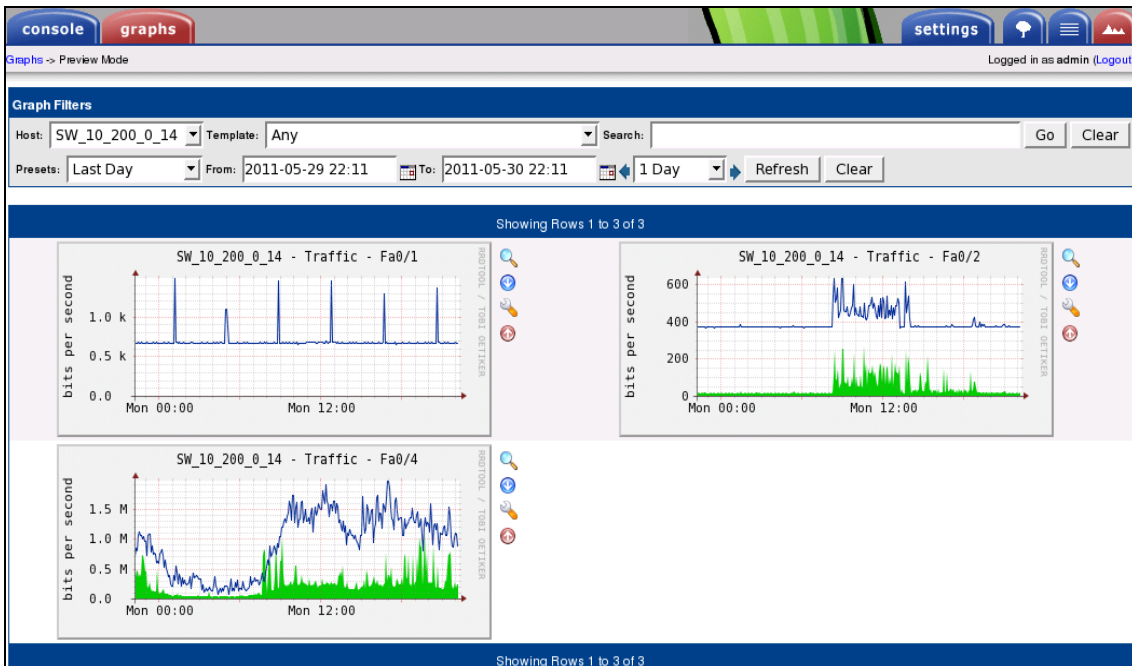 console graphs settings
Graphs -> Preview Mode Logged in as admin (Logout
Graph Filters
Host: SW_10_200_0_14 Template: Any Search: Go Clear
Presets: Last Day From: 2011-05-29 22:11 To: 2011-05-30 22:11 1 Day Refresh Clear
Showing Rows 1 to 3 of 3
SW_10_200_0_14 - Traffic - Fa0/1
bits per second
1.0 k
0.5 k
0.0
Mon 00:00 Mon 12:00
RRDTOOL / TOBI OETIKER
SW_10_200_0_14 - Traffic - Fa0/2
bits per second
600
400
200
0
Mon 00:00 Mon 12:00
RRDTOOL / TOBI OETIKER
SW_10_200_0_14 - Traffic - Fa0/4
bits per second
1.5 M
1.0 M
0.5 M
0.0
Mon 00:00 Mon 12:00
RRDTOOL / TOBI OETIKER
Showing Rows 1 to 3 of 3